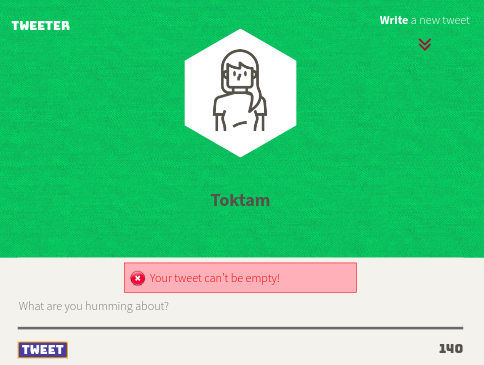 TWEETER
Write a new tweet
Toktam
Your tweet can't be empty!
What are you humming about?
TWEET
140